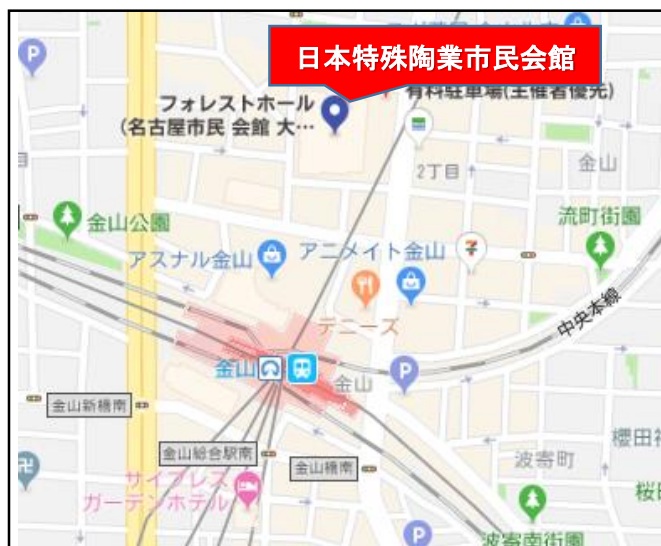 日本特殊陶業市民会館
フォレストホール
(名古屋市民 会館 大…
有料駐車場(主催者優先)
P
2丁目
金山
流町街園
金山公園
アスナル金山
アニメイト金山
デニーズ
中央本線
金山
金山
P
金山新橋南
金山総合駅南
金山橋南
波寄町
櫻田神
サイプレス
ガーデンホテル
桜田
P
波寄南街園